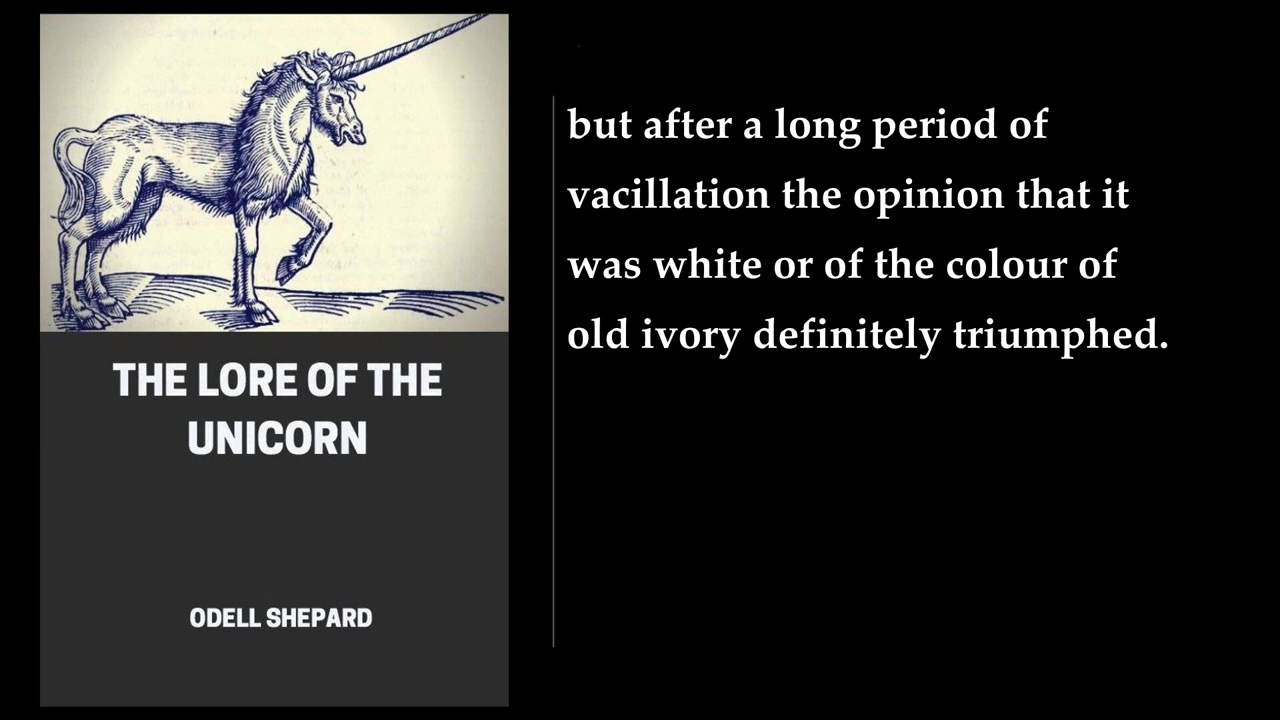 THE LORE OF THE
UNICORN
ODELL SHEPARD
but after a long period of
vacillation the opinion that it
was white or of the colour of
old ivory definitely triumphed.